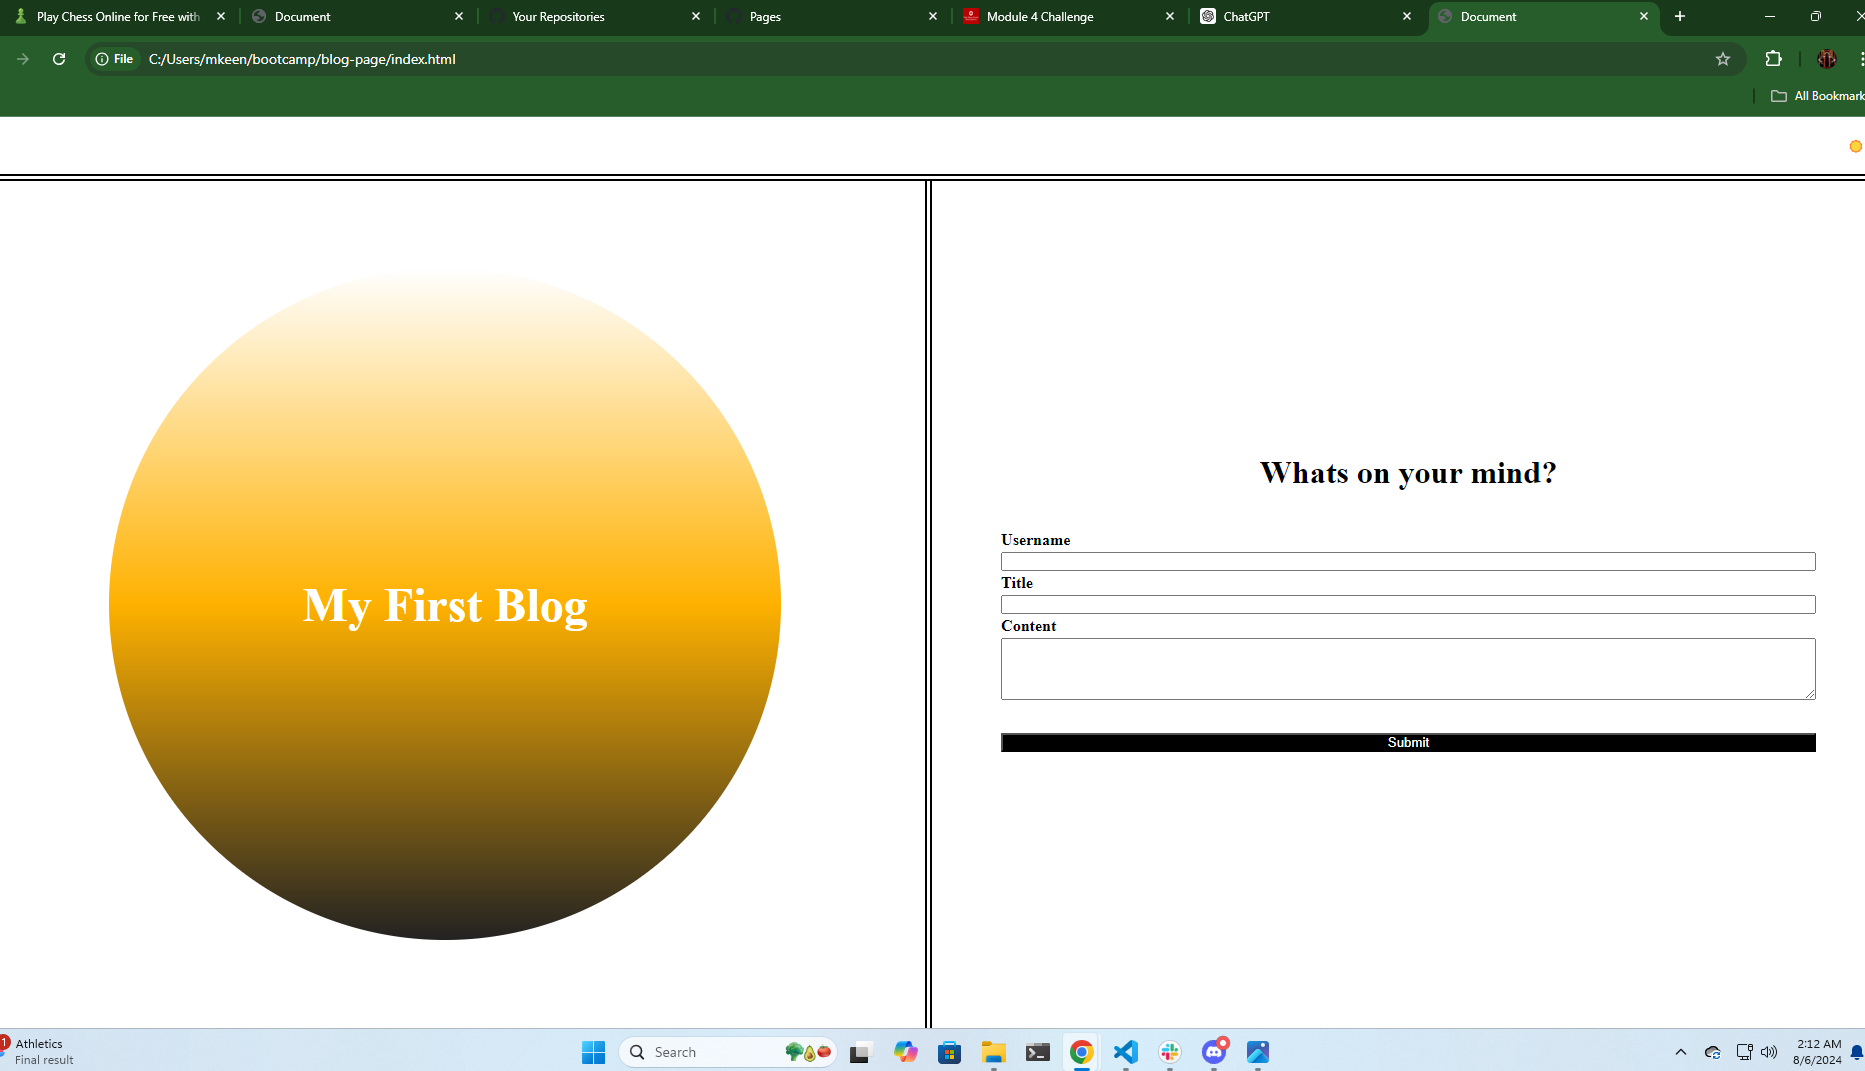 Play Chess Online for Free with
Document
Your Repositories
Pages
Module 4 Challenge
ChatGPT
Document
File
C:/Users/mkeen/bootcamp/blog-page/index.html
All Bookmark
My First Blog
Whats on your mind?
Username
Title
Content
Submit
1
Athletics
Final result
Search
2:12 AM
8/6/2024